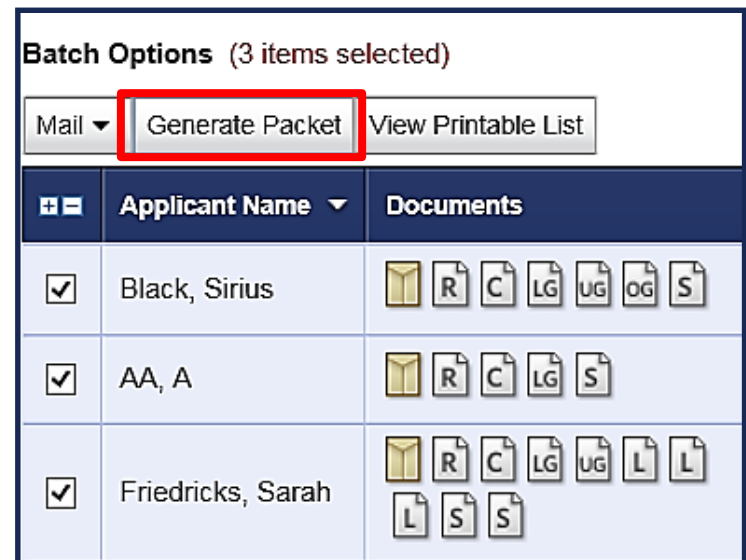 Batch Options (3 items selected)
Mail Generate Packet View Printable List
Applicant Name Documents
Black, Sirius R C LG UG OG S
AA, A R C LG S
Friedricks, Sarah R C LG UG L L
L S S